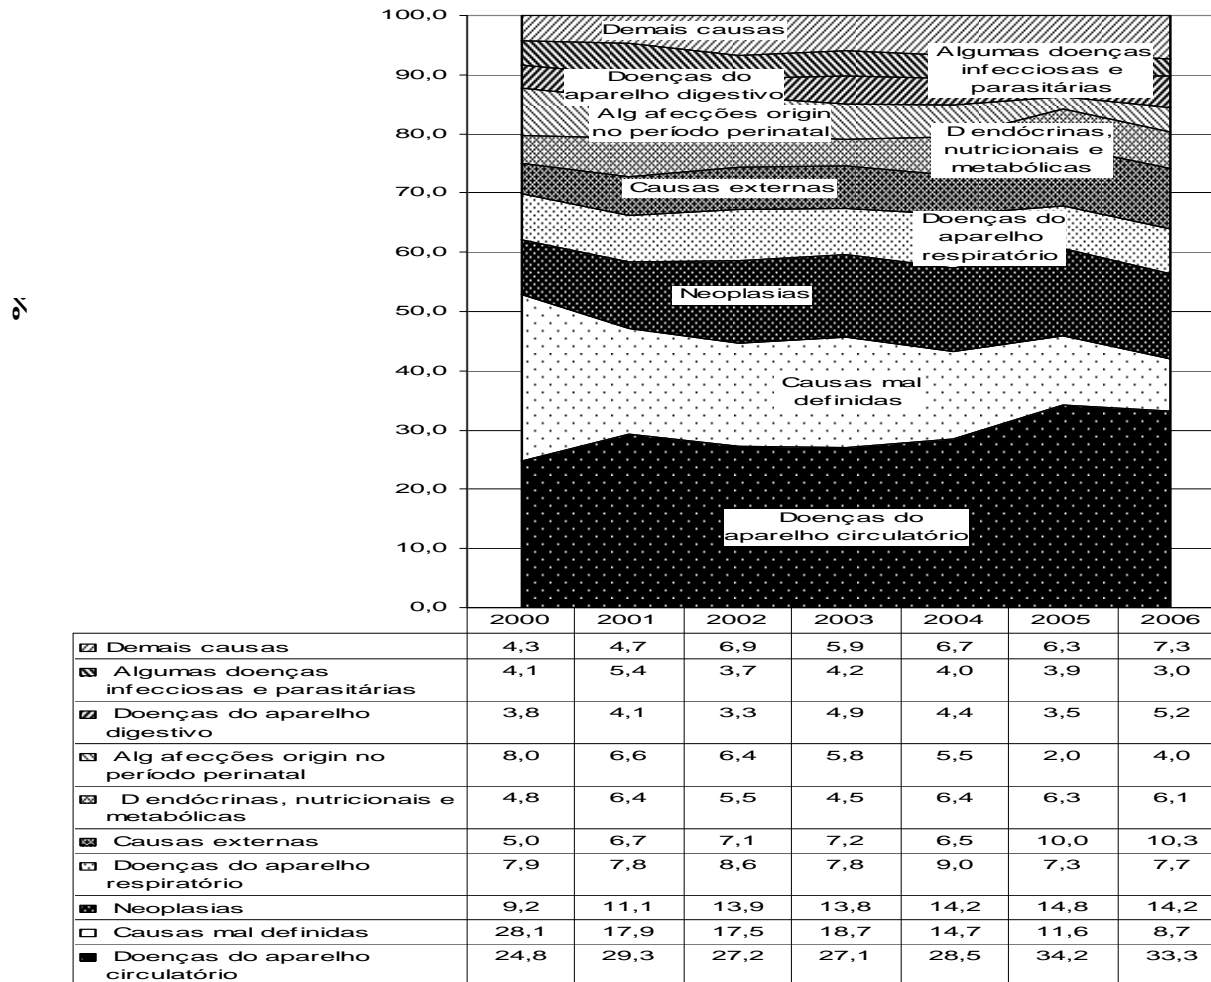 100,0
90,0
80,0
70,0
60,0
50,0
40,0
30,0
20,0
10,0
0,0
%
Demais causas
Algumas doenças
infecciosas e
parasitárias
Doenças do
aparelho digestivo
Alg afecções origin
no período perinatal
D endócrinas,
nutricionais e
metabólicas
Causas externas
Doenças do
aparelho
respiratório
Neoplasias
Causas mal
definidas
Doenças do
aparelho circulatório
2000 2001 2002 2003 2004 2005 2006
Demais causas 4,3 4,7 6,9 5,9 6,7 6,3 7,3
Algumas doenças
infecciosas e parasitárias 4,1 5,4 3,7 4,2 4,0 3,9 3,0
Doenças do aparelho
digestivo 3,8 4,1 3,3 4,9 4,4 3,5 5,2
Alg afecções origin no
período perinatal 8,0 6,6 6,4 5,8 5,5 2,0 4,0
D endócrinas, nutricionais e
metabólicas 4,8 6,4 5,5 4,5 6,4 6,3 6,1
Causas externas 5,0 6,7 7,1 7,2 6,5 10,0 10,3
Doenças do aparelho
respiratório 7,9 7,8 8,6 7,8 9,0 7,3 7,7
Neoplasias 9,2 11,1 13,9 13,8 14,2 14,8 14,2
Causas mal definidas 28,1 17,9 17,5 18,7 14,7 11,6 8,7
Doenças do aparelho
circulatório 24,8 29,3 27,2 27,1 28,5 34,2 33,3